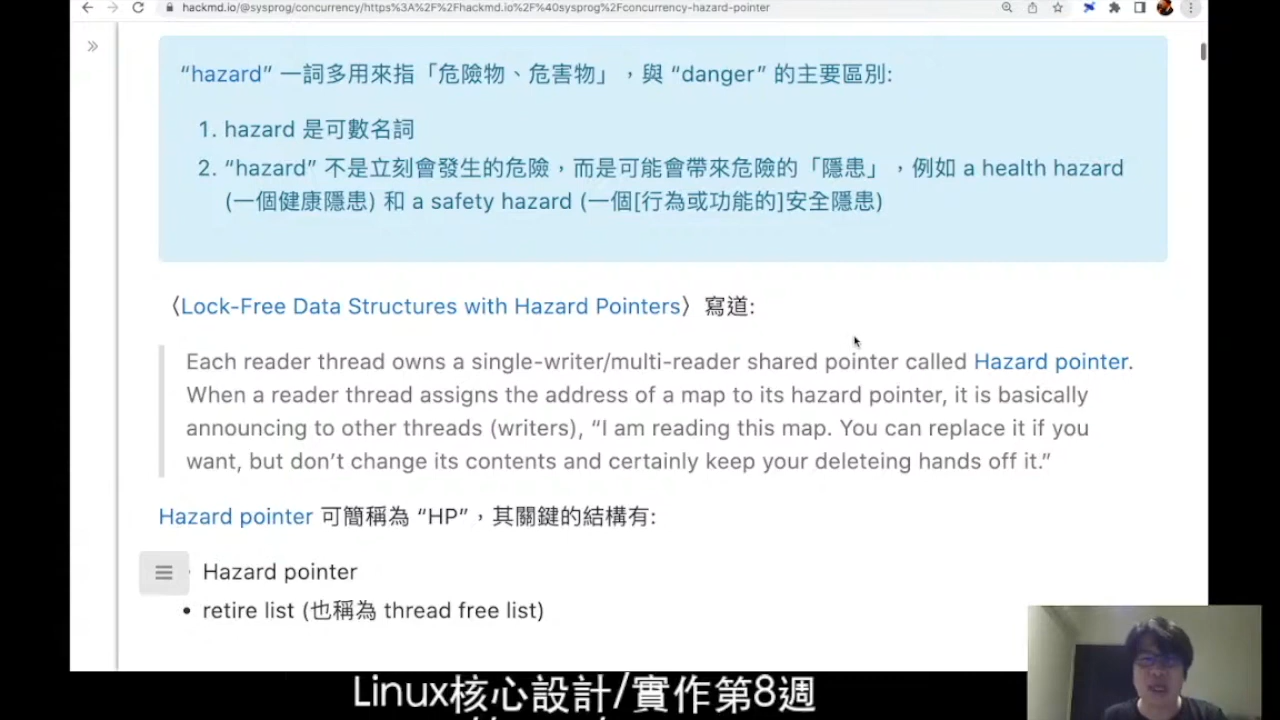 hackmd.io/@sysprog/concurrency/https%3A%2F%2Fhackmd.io%2F%40sysprog%2Fconcurrency-hazard-pointer
“hazard” 一詞多用來指「危險物、危害物」，與 “danger” 的主要區別:
1. hazard 是可數名詞
2. “hazard” 不是立刻會發生的危險，而是可能會帶來危險的「隱患」，例如 a health hazard
(一個健康隱患) 和 a safety hazard (一個[行為或功能的]安全隱患)
〈Lock-Free Data Structures with Hazard Pointers〉寫道:
Each reader thread owns a single-writer/multi-reader shared pointer called Hazard pointer.
When a reader thread assigns the address of a map to its hazard pointer, it is basically
announcing to other threads (writers), “I am reading this map. You can replace it if you
want, but don’t change its contents and certainly keep your deleteing hands off it.”
Hazard pointer 可簡稱為 “HP”，其關鍵的結構有:
Hazard pointer
• retire list (也稱為 thread free list)
Linux核心設計/實作第8週